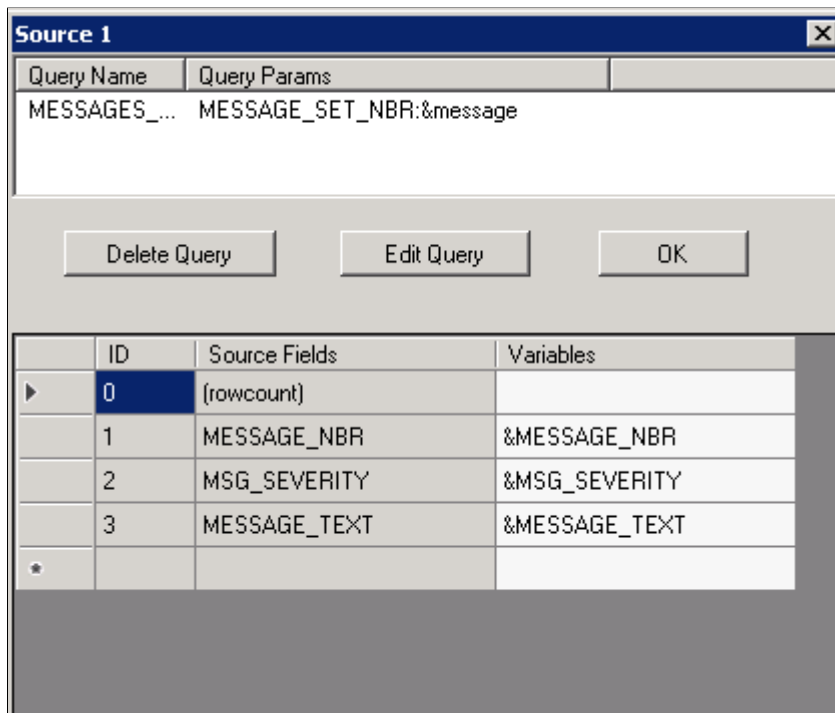 Source 1
Query Name Query Params
MESSAGES_... MESSAGE_SET_NBR:&message
Delete Query Edit Query OK
ID Source Fields Variables
0 (rowcount)
1 MESSAGE_NBR &MESSAGE_NBR
2 MSG_SEVERITY &MSG_SEVERITY
3 MESSAGE_TEXT &MESSAGE_TEXT